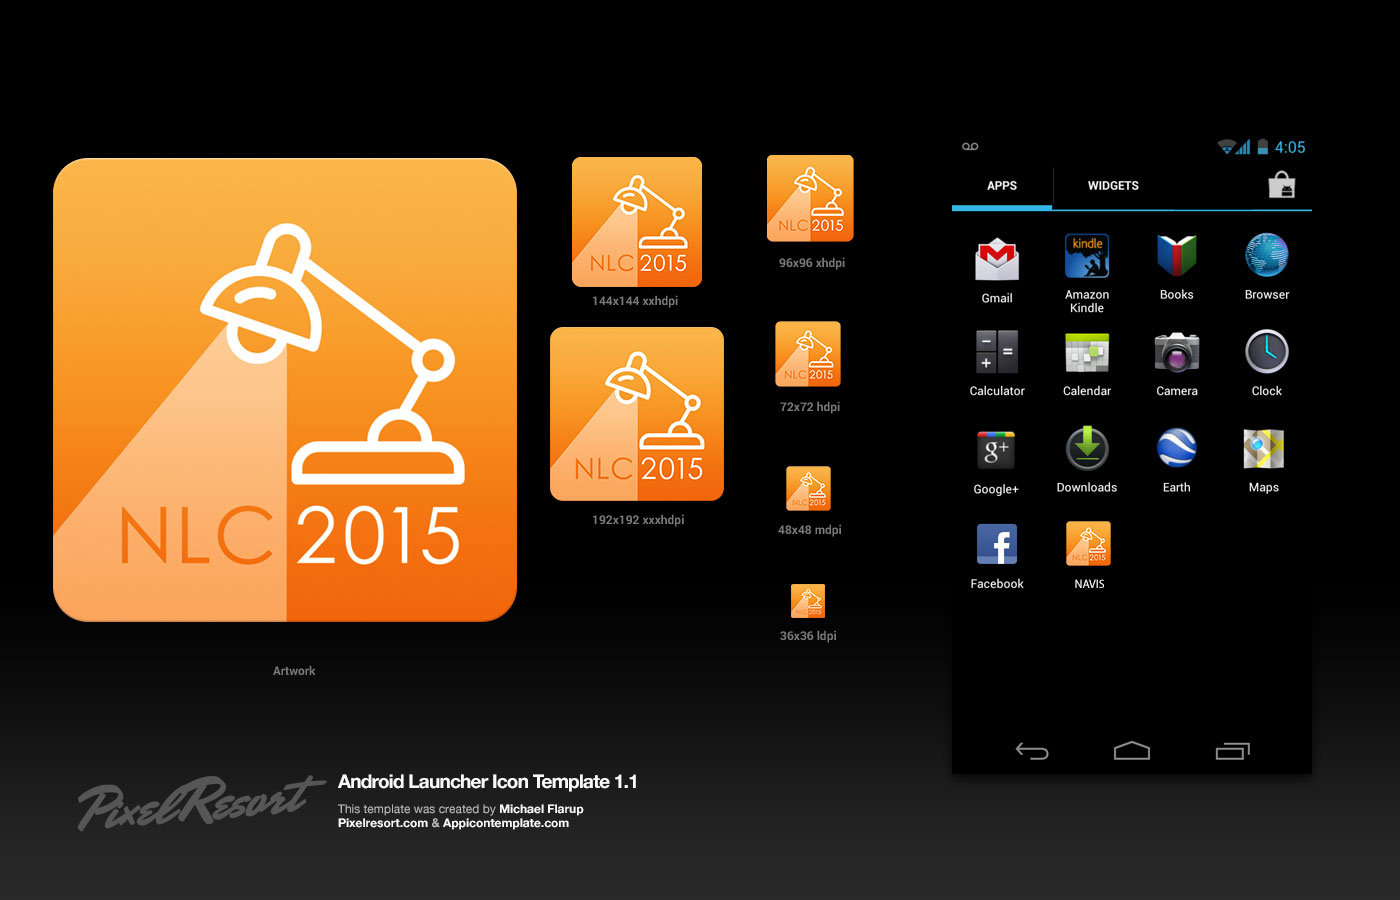 NLC 2015
Artwork
NLC 2015
144x144 xxhdpi
NLC 2015
192x192 xxxhdpi
NLC 2015
96x96 xhdpi
NLC 2015
72x72 hdpi
NLC 2015
48x48 mdpi
NLC 2015
36x36 ldpi
4:05
APPS WIDGETS
kindle
Gmail Amazon Kindle Books Browser
Calculator Calendar Camera Clock
g+
Google+ Downloads Earth Maps
f
NLC 2015
Facebook NAVIS
PixelResort
Android Launcher Icon Template 1.1
This template was created by Michael Flarup
Pixelresort.com & Appicontemplate.com